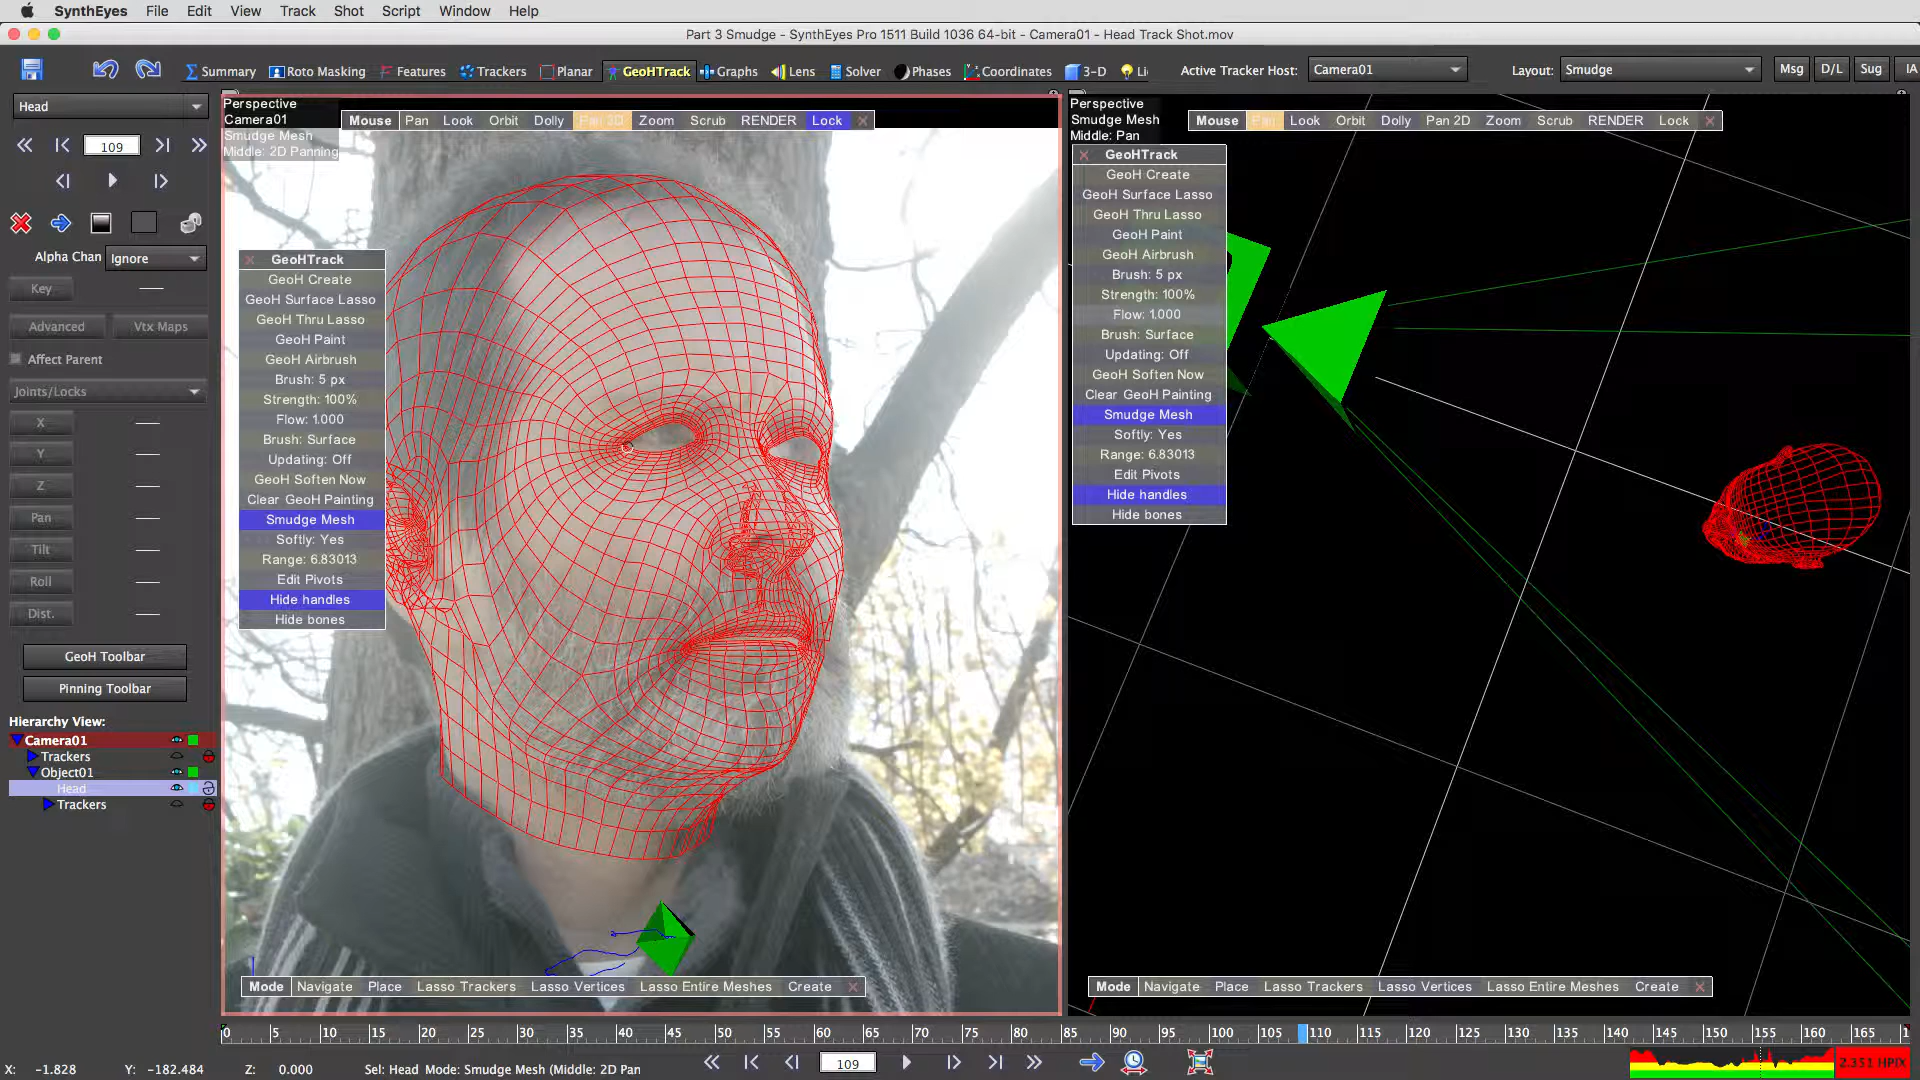 SynthEyes File Edit View Track Shot Script Window Help
Part 3 Smudge - SynthEyes Pro 1511 Build 1036 64-bit - Camera01 - Head Track Shot.mov
Summary Roto Masking Features Trackers Planar GeoHTrack Graphs Lens Solver Phases Coordinates 3-D Li Active Tracker Host: Camera01 Layout: Smudge Msg D/L Sug IA
Head
109
Alpha Chan Ignore
Key
Advanced Vtx Maps
Affect Parent
Joints/Locks
X
Y
Z
Pan
Tilt
Roll
Dist.
GeoH Toolbar
Pinning Toolbar
Hierarchy View:
Camera01
Trackers
Object01
Head
Trackers
Perspective
Camera01
Smudge Mesh
Middle: 2D Panning
Mouse Pan Look Orbit Dolly Pan 2D Zoom Scrub RENDER Lock
GeoHTrack
GeoH Create
GeoH Surface Lasso
GeoH Thru Lasso
GeoH Paint
GeoH Airbrush
Brush: 5 px
Strength: 100%
Flow: 1.000
Brush: Surface
Updating: Off
GeoH Soften Now
Clear GeoH Painting
Smudge Mesh
Softly: Yes
Range: 6.83013
Edit Pivots
Hide handles
Hide bones
Mode Navigate Place Lasso Trackers Lasso Vertices Lasso Entire Meshes Create
Perspective
Smudge Mesh
Middle: Pan
Mouse Pan Look Orbit Dolly Pan 2D Zoom Scrub RENDER Lock
GeoHTrack
GeoH Create
GeoH Surface Lasso
GeoH Thru Lasso
GeoH Paint
GeoH Airbrush
Brush: 5 px
Strength: 100%
Flow: 1.000
Brush: Surface
Updating: Off
GeoH Soften Now
Clear GeoH Painting
Smudge Mesh
Softly: Yes
Range: 6.83013
Edit Pivots
Hide handles
Hide bones
Mode Navigate Place Lasso Trackers Lasso Vertices Lasso Entire Meshes Create
0 5 10 15 20 25 30 35 40 45 50 55 60 65 70 75 80 85 90 95 100 105 110 115 120 125 130 135 140 145 150 155 160 165 1
109
X: -1.828 Y: -182.484 Z: 0.000 Sel: Head Mode: Smudge Mesh (Middle: 2D Pan
2.351 HPIX